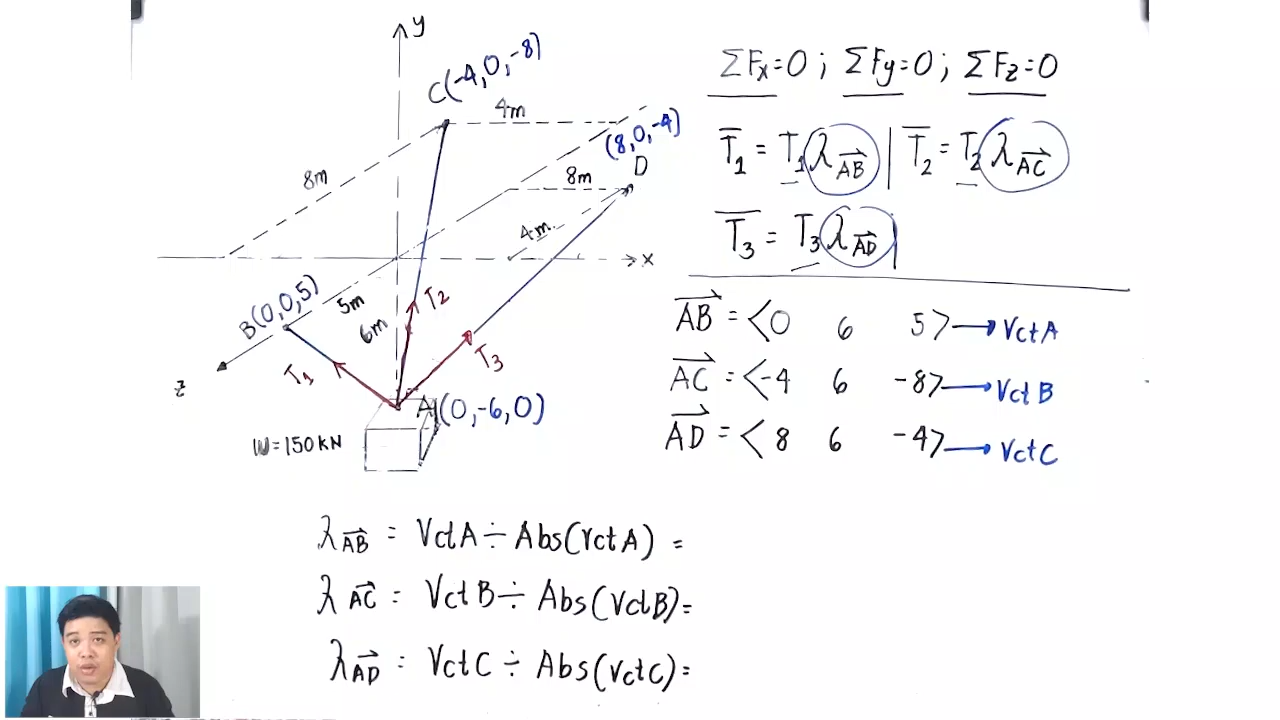 y
C(-4,0,-8)
4m
(8,0,-4)
D
8m
8m
4m
x
B(0,0,5)
5m
6m
T2
T1
T3
z
A(0,-6,0)
W=150KN
ΣFx=0 ; ΣFy=0 ; ΣFz=0
T̅1 = T1 λAB⃗ | T̅2 = T2 λAC⃗
T̅3 = T3 λAD⃗ |
AB⃗ = <0 6 5> → VctA
AC⃗ = <-4 6 -8> → VctB
AD⃗ = <8 6 -4> → VctC
λAB⃗ = VctA ÷ Abs(VctA) =
λAC⃗ = VctB ÷ Abs(VctB) =
λAD⃗ = VctC ÷ Abs(VctC) =